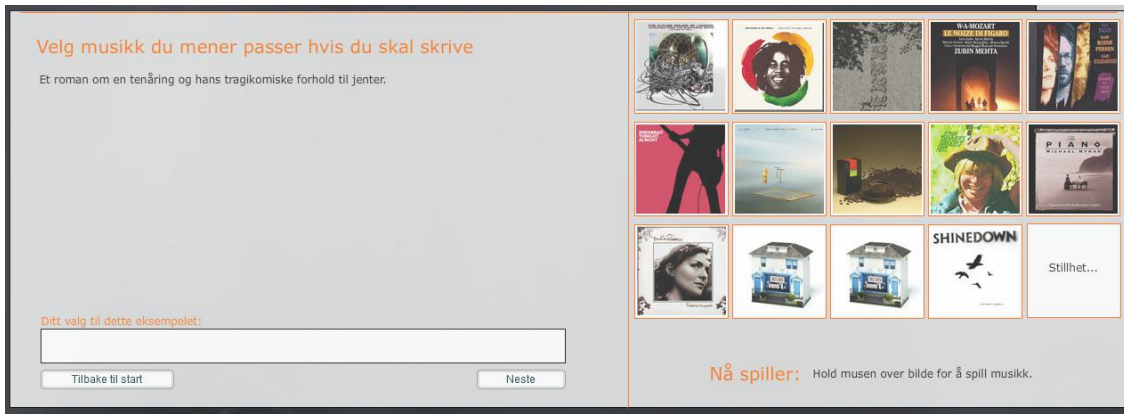 Velg musikk du mener passer hvis du skal skrive
Et roman om en tenåring og hans tragikomiske forhold til jenter.
Ditt valg til dette eksempelet:
Tilbake til start
Neste
W·A·MOZART
LE NOZZE DI FIGARO
ZUBIN MEHTA
THE
PIANO
MICHAEL NYMAN
SHINEDOWN
Stillhet...
Nå spiller:
Hold musen over bilde for å spill musikk.